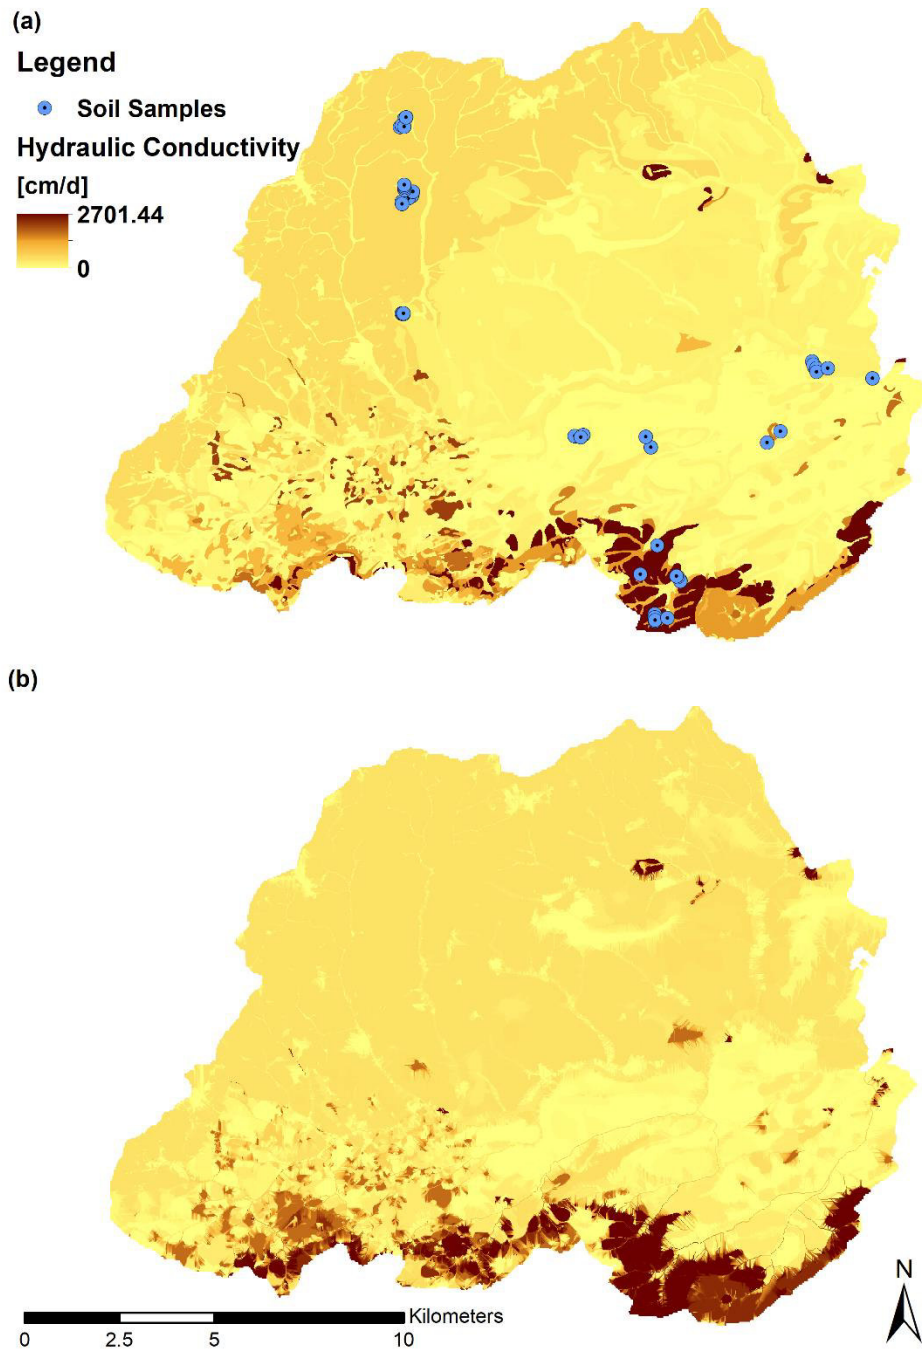 (a)
Legend
Soil Samples
Hydraulic Conductivity
[cm/d]
2701.44
0
(b)
N
Kilometers
0 2.5 5 10